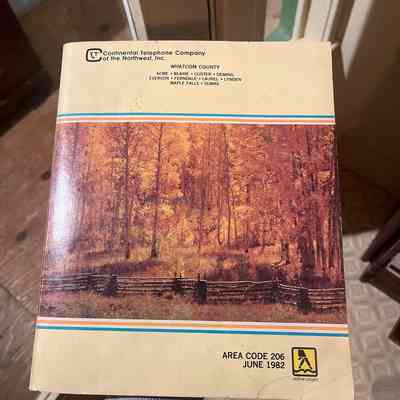 Continental Telephone Company
of the Northwest, Inc.
WHATCOM COUNTY
ACME • BLAINE • CUSTER • DEMING
EVERSON • FERNDALE • LAUREL • LYNDEN
MAPLE FALLS • SUMAS
AREA CODE 206
JUNE 1982